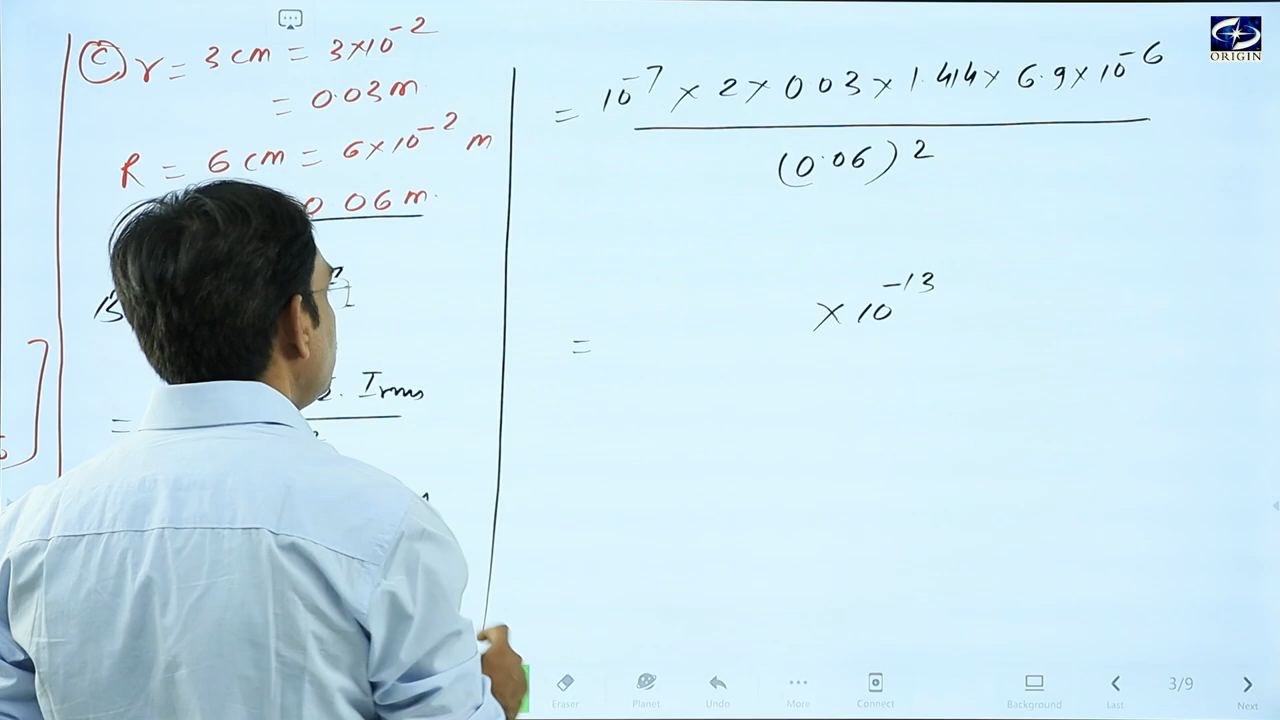 ORIGIN
C r = 3 cm = 3×10⁻²
= 0.03 m
R = 6 cm = 6×10⁻² m
0 06 m.
I. Irms
=
= 10⁻⁷ × 2 × 0 03 × 1.414 × 6.9 × 10⁻⁶
(0.06)²
= × 10⁻¹³
Eraser
Planet
Undo
More
Connect
Background
Last
3/9
Next